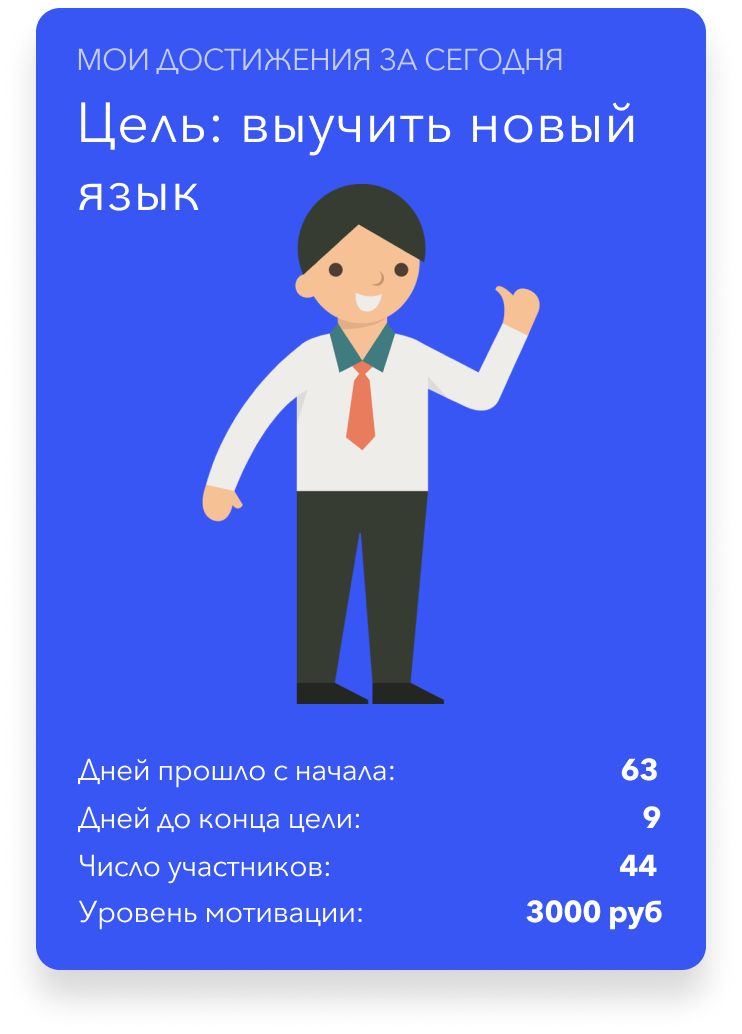 МОИ ДОСТИЖЕНИЯ ЗА СЕГОДНЯ
Цель: выучить новый
язык
Дней прошло с начала: 63
Дней до конца цели: 9
Число участников: 44
Уровень мотивации: 3000 руб